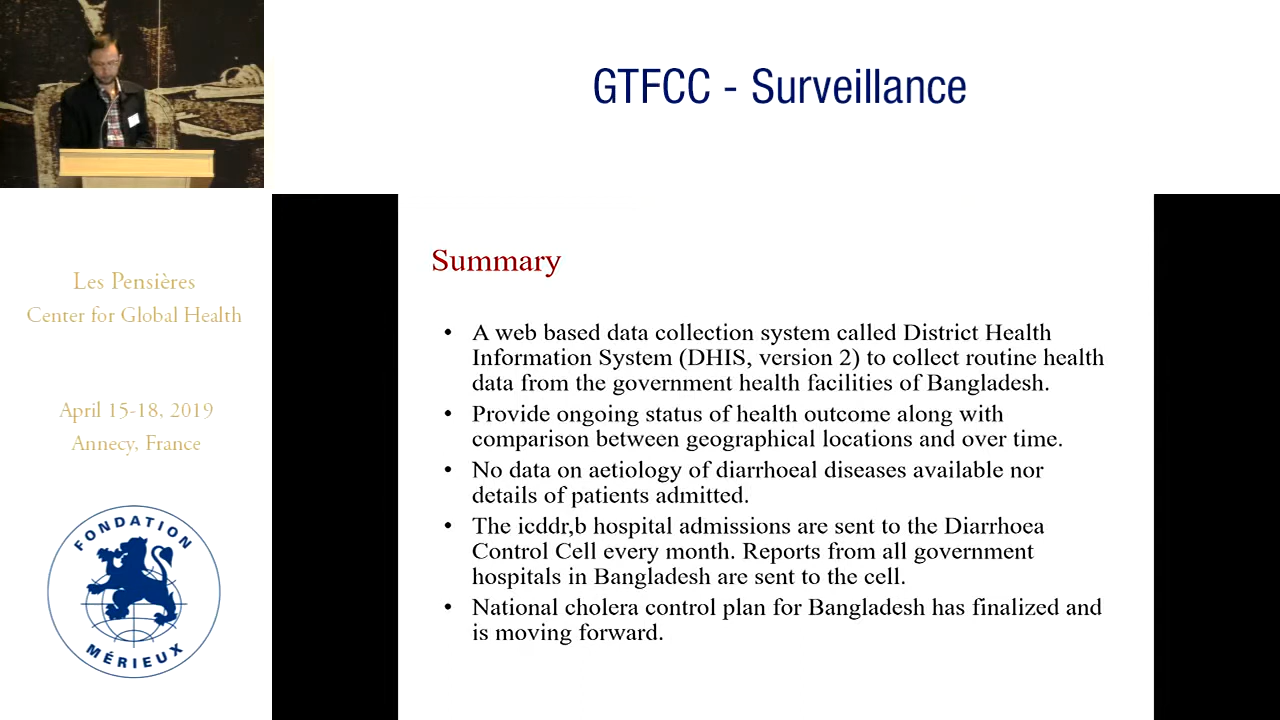 GTFCC - Surveillance
Les Pensières
Center for Global Health
April 15-18, 2019
Annecy, France
FONDATION
MÉRIEUX
Summary
• A web based data collection system called District Health
Information System (DHIS, version 2) to collect routine health
data from the government health facilities of Bangladesh.
• Provide ongoing status of health outcome along with
comparison between geographical locations and over time.
• No data on aetiology of diarrhoeal diseases available nor
details of patients admitted.
• The icddr,b hospital admissions are sent to the Diarrhoea
Control Cell every month. Reports from all government
hospitals in Bangladesh are sent to the cell.
• National cholera control plan for Bangladesh has finalized and
is moving forward.